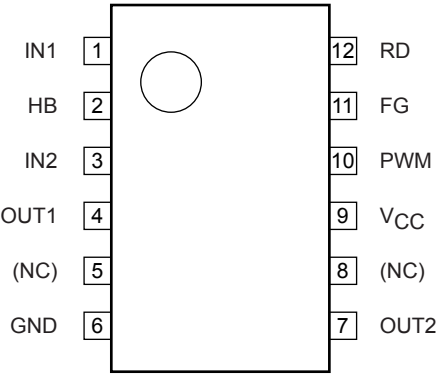 IN1 1 12 RD
HB 2 11 FG
IN2 3 10 PWM
OUT1 4 9 VCC
(NC) 5 8 (NC)
GND 6 7 OUT2